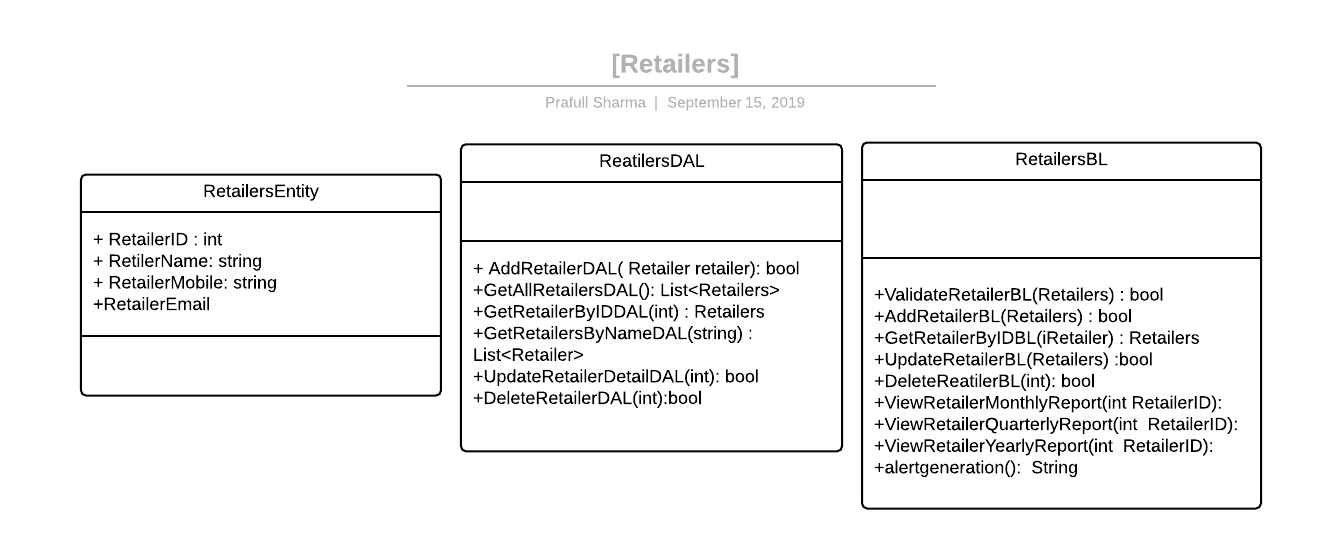 [Retailers]
Prafull Sharma | September 15, 2019
RetailersEntity
+ RetailerID : int
+ RetilerName: string
+ RetailerMobile: string
+RetailerEmail
ReatilersDAL
+ AddRetailerDAL( Retailer retailer): bool
+GetAllRetailersDAL(): List<Retailers>
+GetRetailerByIDDAL(int) : Retailers
+GetRetailersByNameDAL(string) :
List<Retailer>
+UpdateRetailerDetailDAL(int): bool
+DeleteRetailerDAL(int):bool
RetailersBL
+ValidateRetailerBL(Retailers) : bool
+AddRetailerBL(Retailers) : bool
+GetRetailerByIDBL(iRetailer) : Retailers
+UpdateRetailerBL(Retailers) :bool
+DeleteReatilerBL(int): bool
+ViewRetailerMonthlyReport(int RetailerID):
+ViewRetailerQuarterlyReport(int  RetailerID):
+ViewRetailerYearlyReport(int  RetailerID):
+alertgeneration():  String